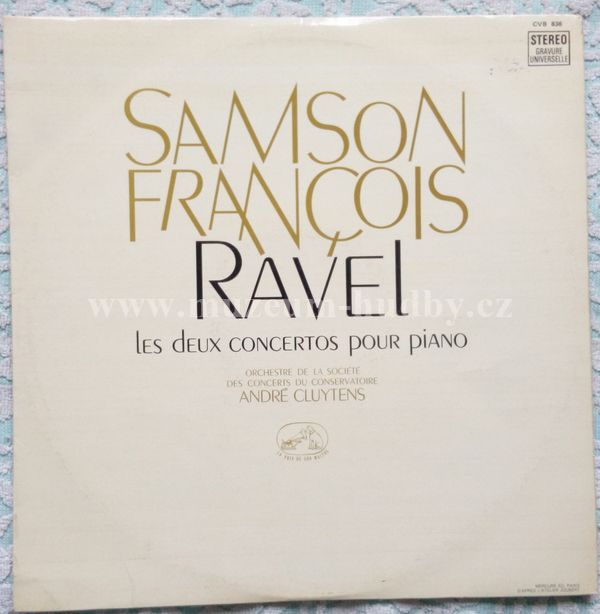 CVB 836
STEREO
GRAVURE
UNIVERSELLE
SAMSON
FRANÇOIS
RAVEL
les deux concertos pour piano
www.muzeum-hudby.cz
ORCHESTRE DE LA SOCIÉTÉ
DES CONCERTS DU CONSERVATOIRE
ANDRÉ CLUYTENS
LA VOIX DE SON MAITRE